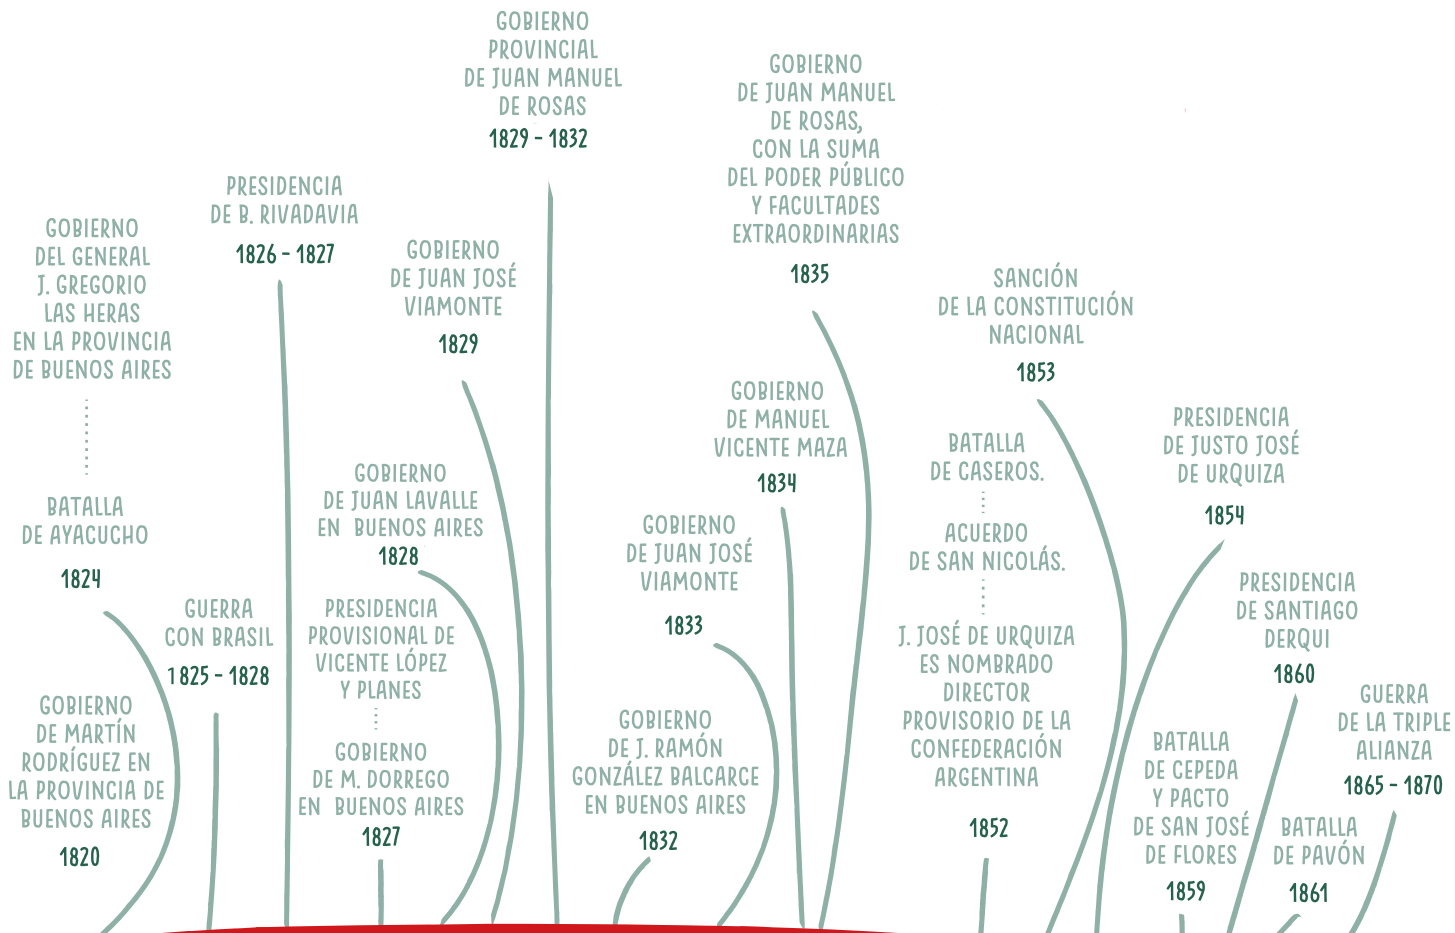 GOBIERNO
DEL GENERAL
J. GREGORIO
LAS HERAS
EN LA PROVINCIA
DE BUENOS AIRES
BATALLA
DE AYACUCHO
1824
GOBIERNO
DE MARTÍN
RODRÍGUEZ EN
LA PROVINCIA DE
BUENOS AIRES
1820
GUERRA
CON BRASIL
1825 - 1828
PRESIDENCIA
DE B. RIVADAVIA
1826 - 1827
GOBIERNO
DE JUAN LAVALLE
EN BUENOS AIRES
1828
PRESIDENCIA
PROVISIONAL DE
VICENTE LÓPEZ
Y PLANES
GOBIERNO
DE M. DORREGO
EN BUENOS AIRES
1827
GOBIERNO
DE JUAN JOSÉ
VIAMONTE
1829
GOBIERNO
PROVINCIAL
DE JUAN MANUEL
DE ROSAS
1829 - 1832
GOBIERNO
DE J. RAMÓN
GONZÁLEZ BALCARCE
EN BUENOS AIRES
1832
GOBIERNO
DE JUAN JOSÉ
VIAMONTE
1833
GOBIERNO
DE MANUEL
VICENTE MAZA
1834
GOBIERNO
DE JUAN MANUEL
DE ROSAS,
CON LA SUMA
DEL PODER PÚBLICO
Y FACULTADES
EXTRAORDINARIAS
1835
BATALLA
DE CASEROS.
ACUERDO
DE SAN NICOLÁS.
J. JOSÉ DE URQUIZA
ES NOMBRADO
DIRECTOR
PROVISORIO DE LA
CONFEDERACIÓN
ARGENTINA
1852
SANCIÓN
DE LA CONSTITUCIÓN
NACIONAL
1853
PRESIDENCIA
DE JUSTO JOSÉ
DE URQUIZA
1854
BATALLA
DE CEPEDA
Y PACTO
DE SAN JOSÉ
DE FLORES
1859
PRESIDENCIA
DE SANTIAGO
DERQUI
1860
BATALLA
DE PAVÓN
1861
GUERRA
DE LA TRIPLE
ALIANZA
1865 - 1870